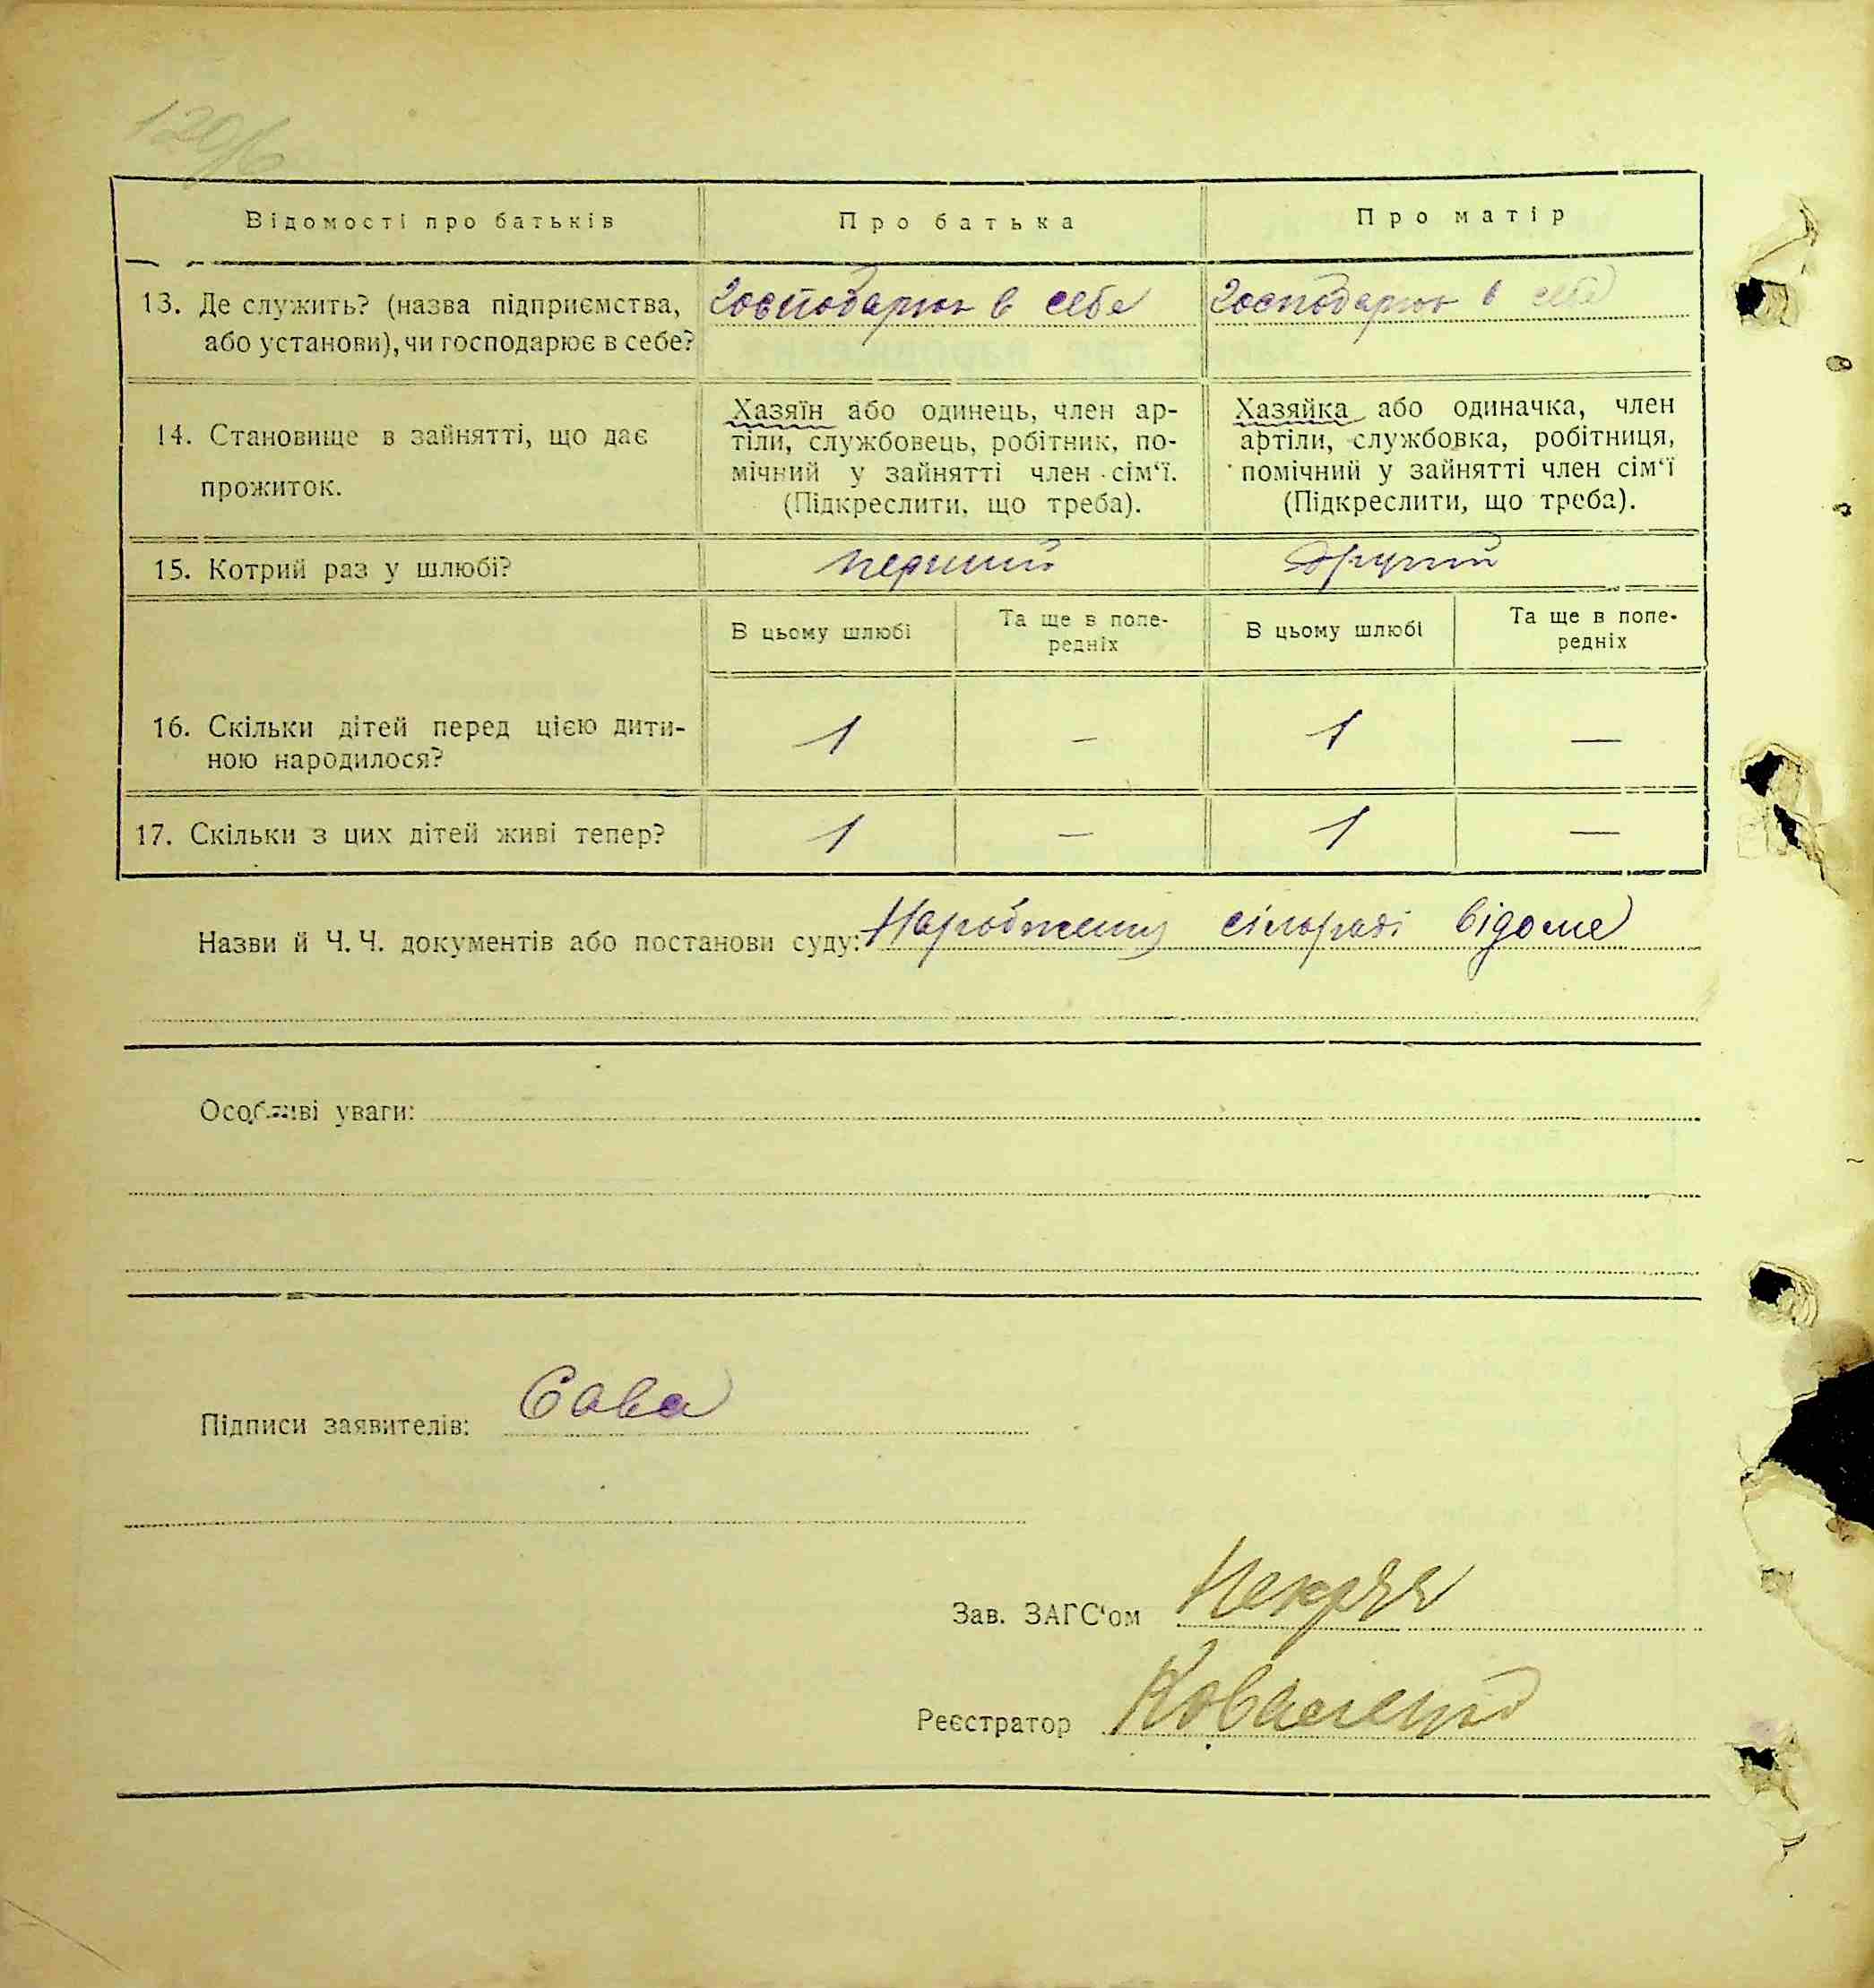 Відомості про батьків
Про батька
Про матір
13. Де служить? (назва підприємства,
або установи), чи господарює в себе?
господарює в себе
господарює в себе
14. Становище в зайнятті, що дає
прожиток.
Хазяїн або одинець, член ар-
тіли, службовець, робітник, по-
мічний у зайнятті член сім‘ї.
(Підкреслити, що треба).
Хазяйка або одиначка, член
артіли, службовка, робітниця,
помічний у зайнятті член сім‘ї
(Підкреслити, що треба).
15. Котрий раз у шлюбі?
перший
другий
В цьому шлюбі
Та ще в попе-
редніх
В цьому шлюбі
Та ще в попе-
редніх
16. Скільки дітей перед цією дити-
ною народилося?
1
—
1
—
17. Скільки з цих дітей живі тепер?
1
—
1
—
Назви й Ч. Ч. документів або постанови суду: сільраді відоме
Особливі уваги:
Підписи заявителів: Сава
Зав. ЗАГС‘ом
Реєстратор